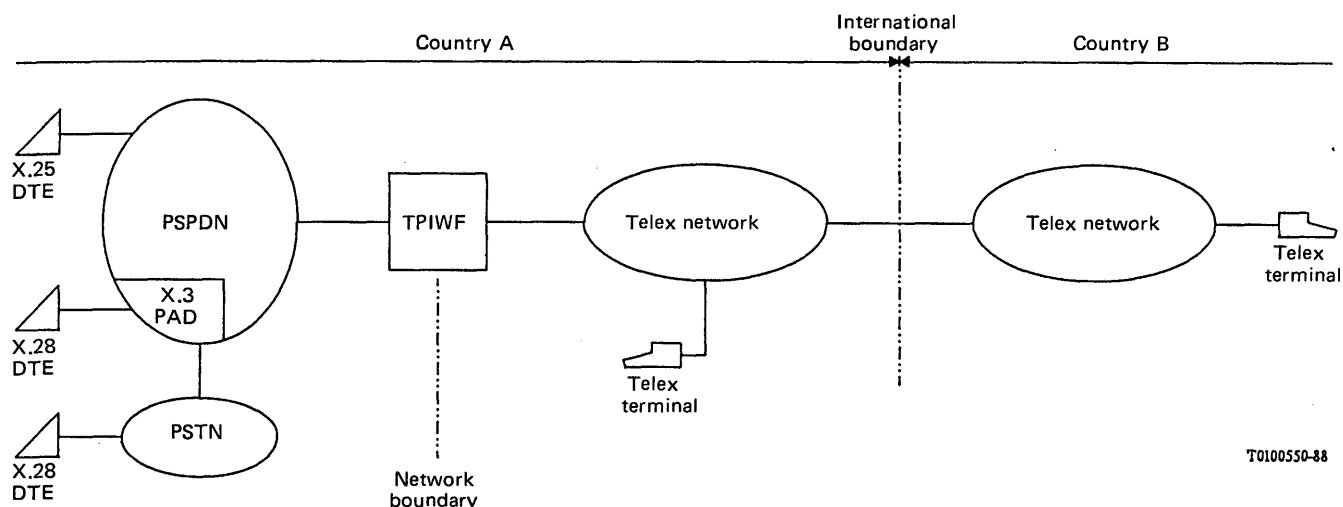 Country A
International
boundary
Country B
X.25
DTE
PSPDN
TPIWF
Telex network
Telex network
Telex
terminal
X.3
PAD
X.28
DTE
Telex
terminal
PSTN
X.28
DTE
Network
boundary
T0100550-88